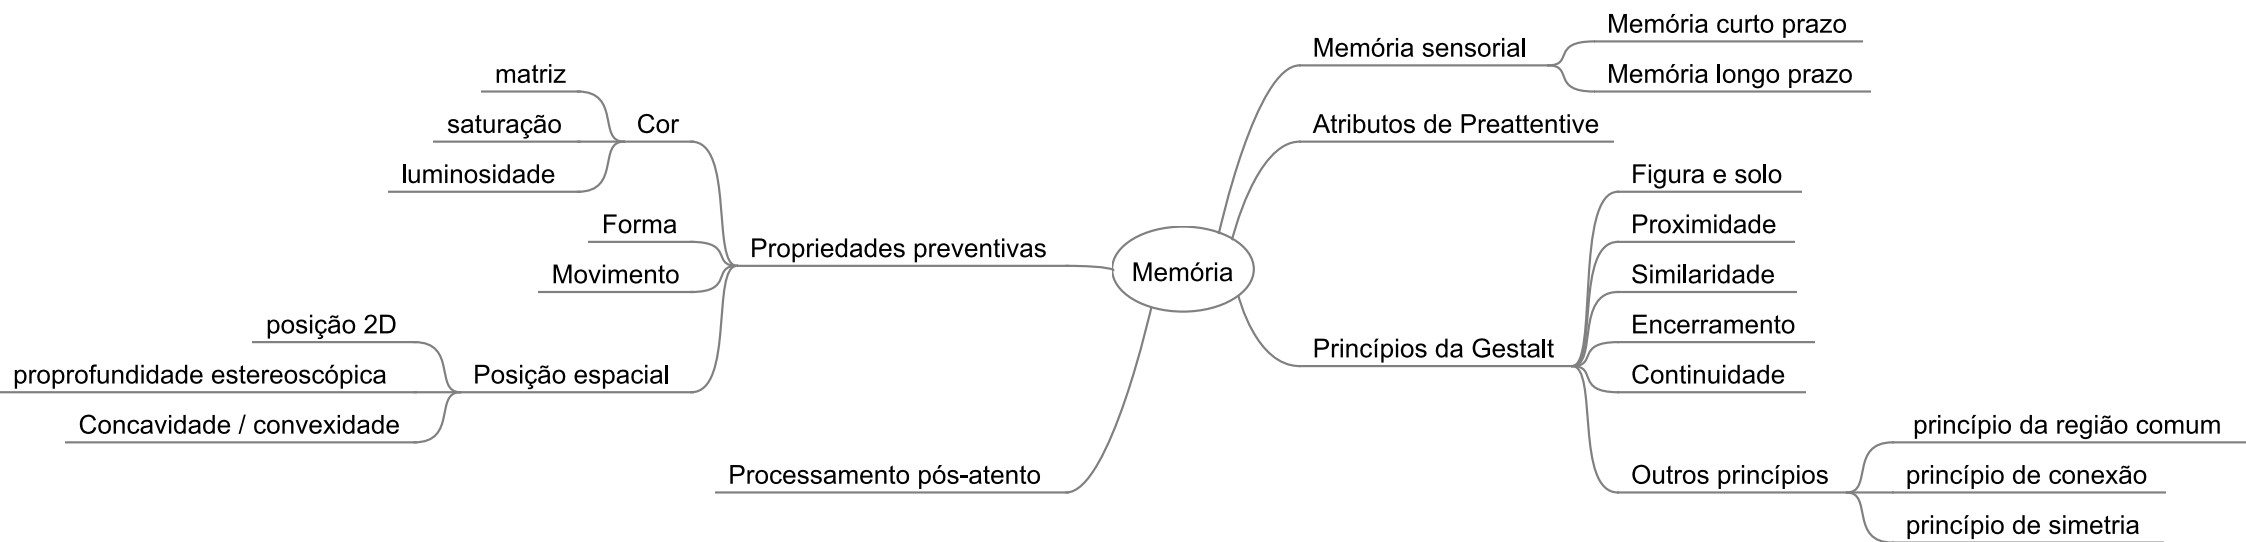 Memória
Memória sensorial
Memória curto prazo
Memória longo prazo
Atributos de Preattentive
Princípios da Gestalt
Figura e solo
Proximidade
Similaridade
Encerramento
Continuidade
Outros princípios
princípio da região comum
princípio de conexão
princípio de simetria
Propriedades preventivas
Cor
matriz
saturação
luminosidade
Forma
Movimento
Posição espacial
posição 2D
proprofundidade estereoscópica
Concavidade / convexidade
Processamento pós-atento